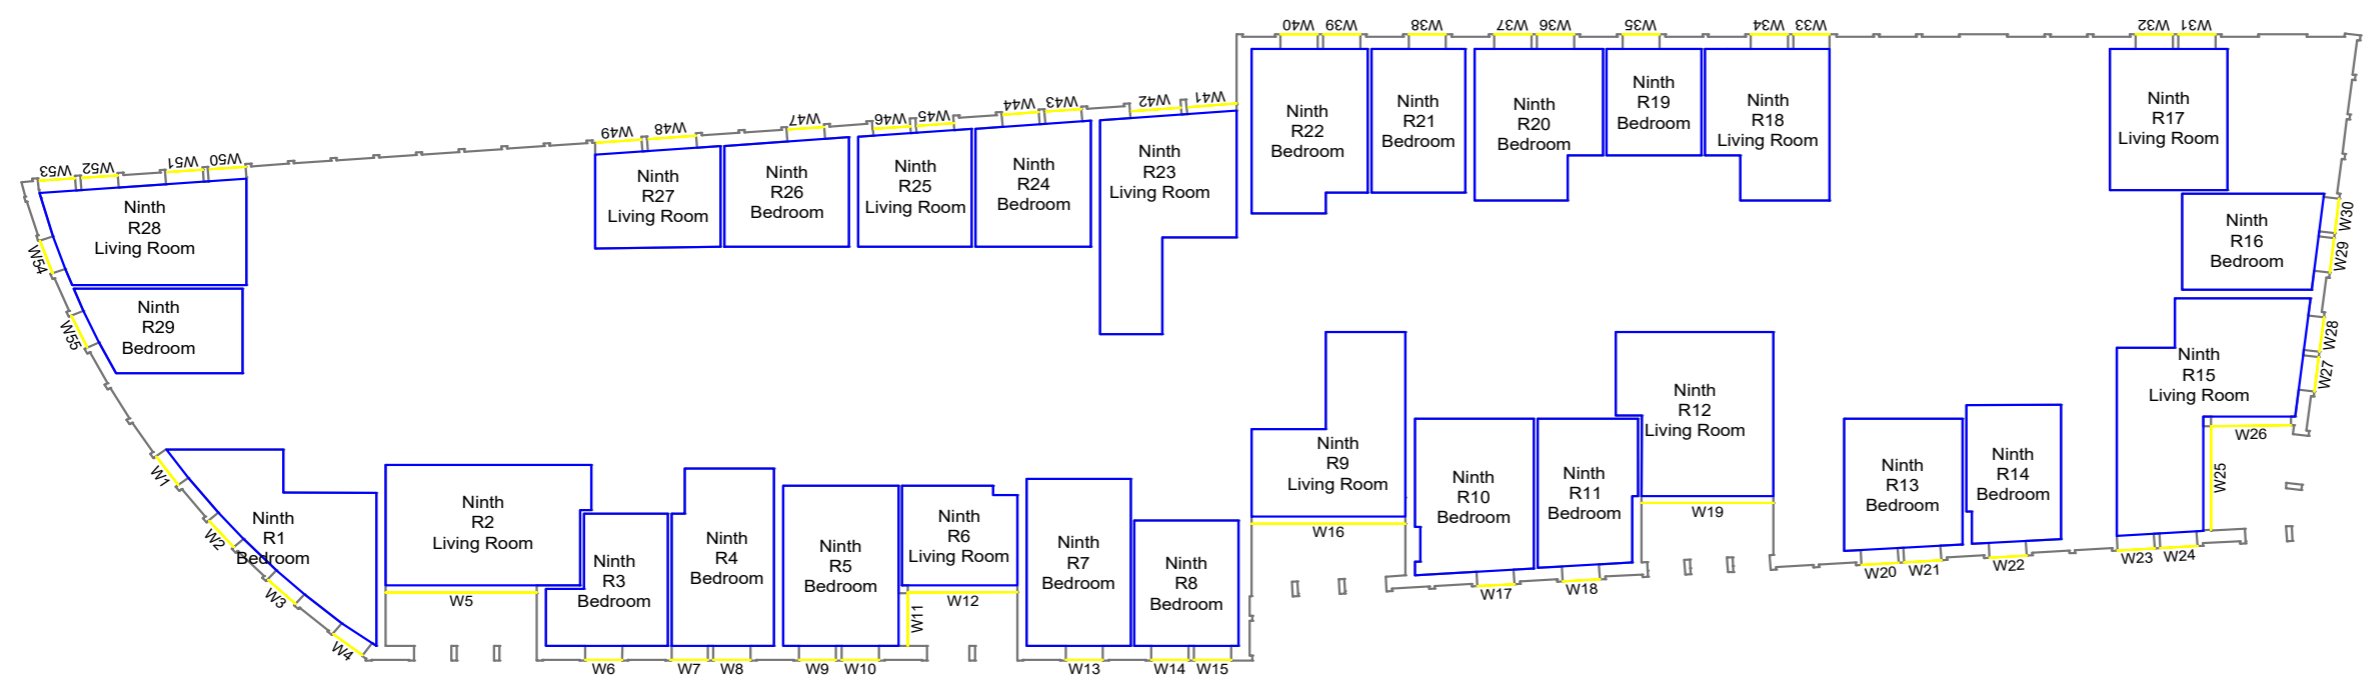 W40 W39 W38 W37 W36 W35 W34 W33 W32 W31
W53 W52 W51 W50 W49 W48 W47 W46 W45 W44 W43 W42 W41
Ninth
R28
Living Room
Ninth
R27
Living Room
Ninth
R26
Bedroom
Ninth
R25
Living Room
Ninth
R24
Bedroom
Ninth
R23
Living Room
Ninth
R22
Bedroom
Ninth
R21
Bedroom
Ninth
R20
Bedroom
Ninth
R19
Bedroom
Ninth
R18
Living Room
Ninth
R17
Living Room
W30
W29
Ninth
R16
Bedroom
W54
W55
Ninth
R29
Bedroom
W28
W27
Ninth
R15
Living Room
W26
W25
W1
W2
W3
W4
Ninth
R1
Bedroom
Ninth
R2
Living Room
W5
Ninth
R3
Bedroom
Ninth
R4
Bedroom
Ninth
R5
Bedroom
Ninth
R6
Living Room
W11
W12
Ninth
R7
Bedroom
Ninth
R8
Bedroom
Ninth
R9
Living Room
W16
Ninth
R10
Bedroom
Ninth
R11
Bedroom
Ninth
R12
Living Room
W19
Ninth
R13
Bedroom
Ninth
R14
Bedroom
W17 W18 W20 W21 W22 W23 W24
W6 W7 W8 W9 W10 W13 W14 W15